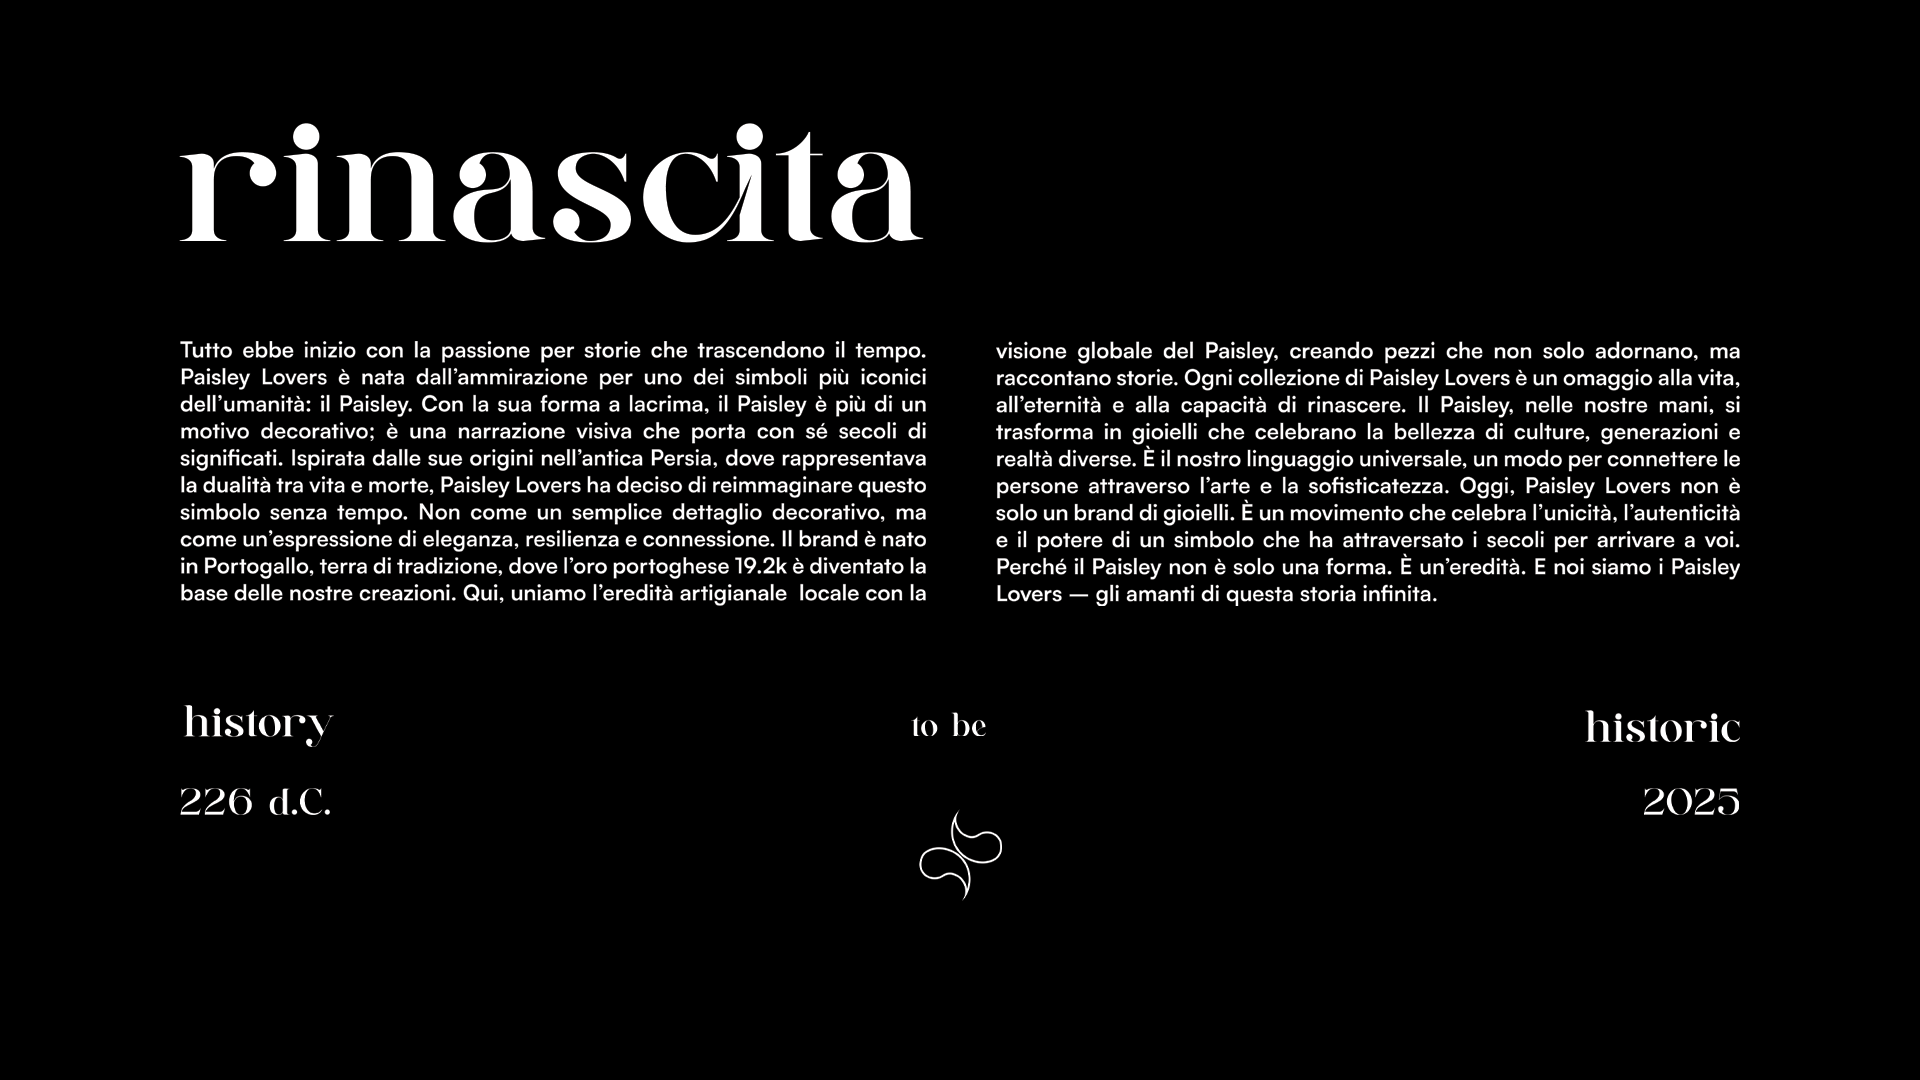 rinascita
Tutto ebbe inizio con la passione per storie che trascendono il tempo.
Paisley Lovers è nata dall’ammirazione per uno dei simboli più iconici
dell’umanità: il Paisley. Con la sua forma a lacrima, il Paisley è più di un
motivo decorativo; è una narrazione visiva che porta con sé secoli di
significati. Ispirata dalle sue origini nell’antica Persia, dove rappresentava
la dualità tra vita e morte, Paisley Lovers ha deciso di reimmaginare questo
simbolo senza tempo. Non come un semplice dettaglio decorativo, ma
come un’espressione di eleganza, resilienza e connessione. Il brand è nato
in Portogallo, terra di tradizione, dove l’oro portoghese 19.2k è diventato la
base delle nostre creazioni. Qui, uniamo l’eredità artigianale locale con la
visione globale del Paisley, creando pezzi che non solo adornano, ma
raccontano storie. Ogni collezione di Paisley Lovers è un omaggio alla vita,
all’eternità e alla capacità di rinascere. Il Paisley, nelle nostre mani, si
trasforma in gioielli che celebrano la bellezza di culture, generazioni e
realtà diverse. È il nostro linguaggio universale, un modo per connettere le
persone attraverso l’arte e la sofisticatezza. Oggi, Paisley Lovers non è
solo un brand di gioielli. È un movimento che celebra l’unicità, l’autenticità
e il potere di un simbolo che ha attraversato i secoli per arrivare a voi.
Perché il Paisley non è solo una forma. È un’eredità. E noi siamo i Paisley
Lovers — gli amanti di questa storia infinita.
history
to be
historic
226 d.C.
2025